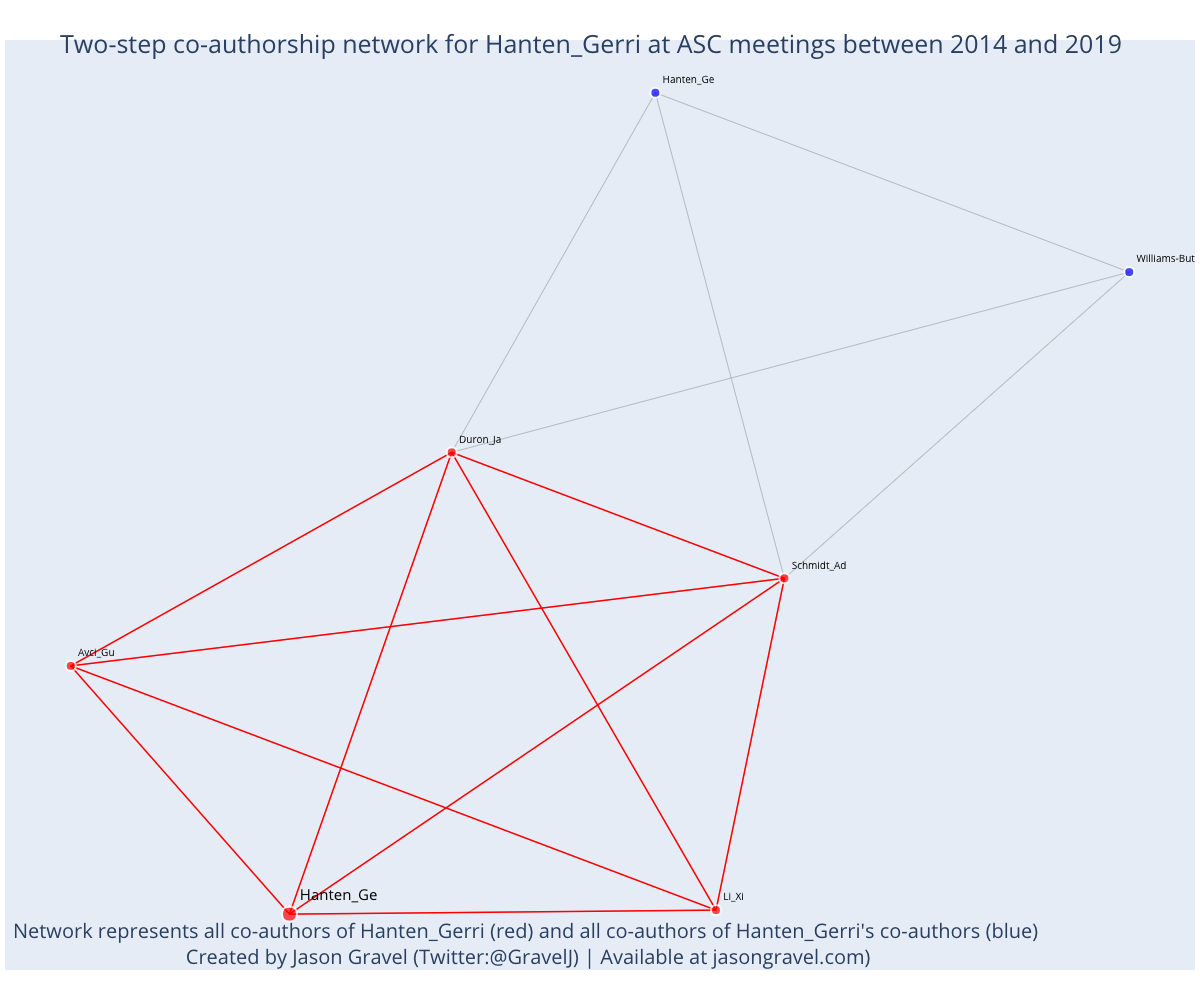 Two-step co-authorship network for Hanten_Gerri at ASC meetings between 2014 and 2019
Hanten_Ge
Williams-But
Duron_Ja
Schmidt_Ad
Avci_Gu
Hanten_Ge
Li_Xi
Network represents all co-authors of Hanten_Gerri (red) and all co-authors of Hanten_Gerri's co-authors (blue)
Created by Jason Gravel (Twitter:@GravelJ) | Available at jasongravel.com)